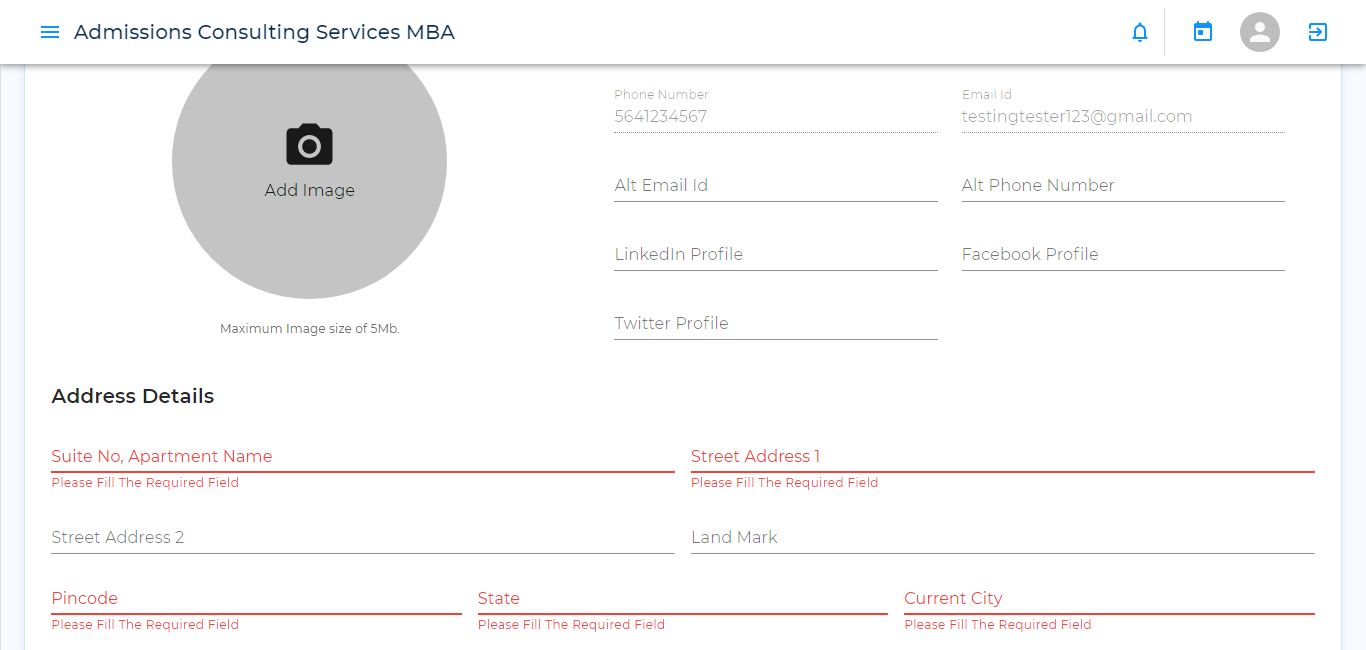 Admissions Consulting Services MBA
Phone Number
Email Id
5641234567
testingtester123@gmail.com
Add Image
Alt Email Id
Alt Phone Number
LinkedIn Profile
Facebook Profile
Maximum Image size of 5Mb.
Twitter Profile
Address Details
Suite No, Apartment Name
Street Address 1
Please Fill The Required Field
Please Fill The Required Field
Street Address 2
Land Mark
Pincode
State
Current City
Please Fill The Required Field
Please Fill The Required Field
Please Fill The Required Field